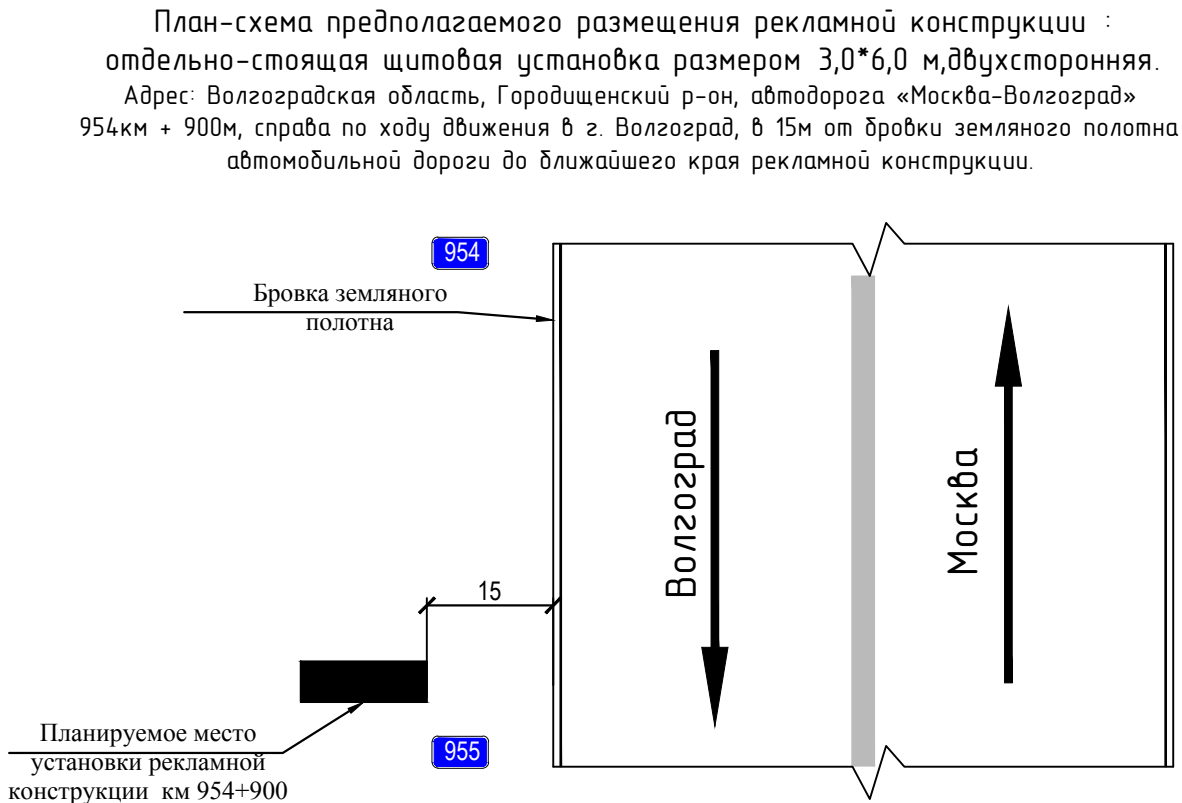 План-схема предполагаемого размещения рекламной конструкции :
отдельно-стоящая щитовая установка размером 3,0*6,0 м,двухсторонняя.
Адрес: Волгоградская область, Городищенский р-он, автодорога «Москва-Волгоград»
954км + 900м, справа по ходу движения в г. Волгоград, в 15м от бровки земляного полотна
автомобильной дороги до ближайшего края рекламной конструкции.
954
Бровка земляного
полотна
Волгоград
Москва
15
Планируемое место
установки рекламной
конструкции км 954+900
955